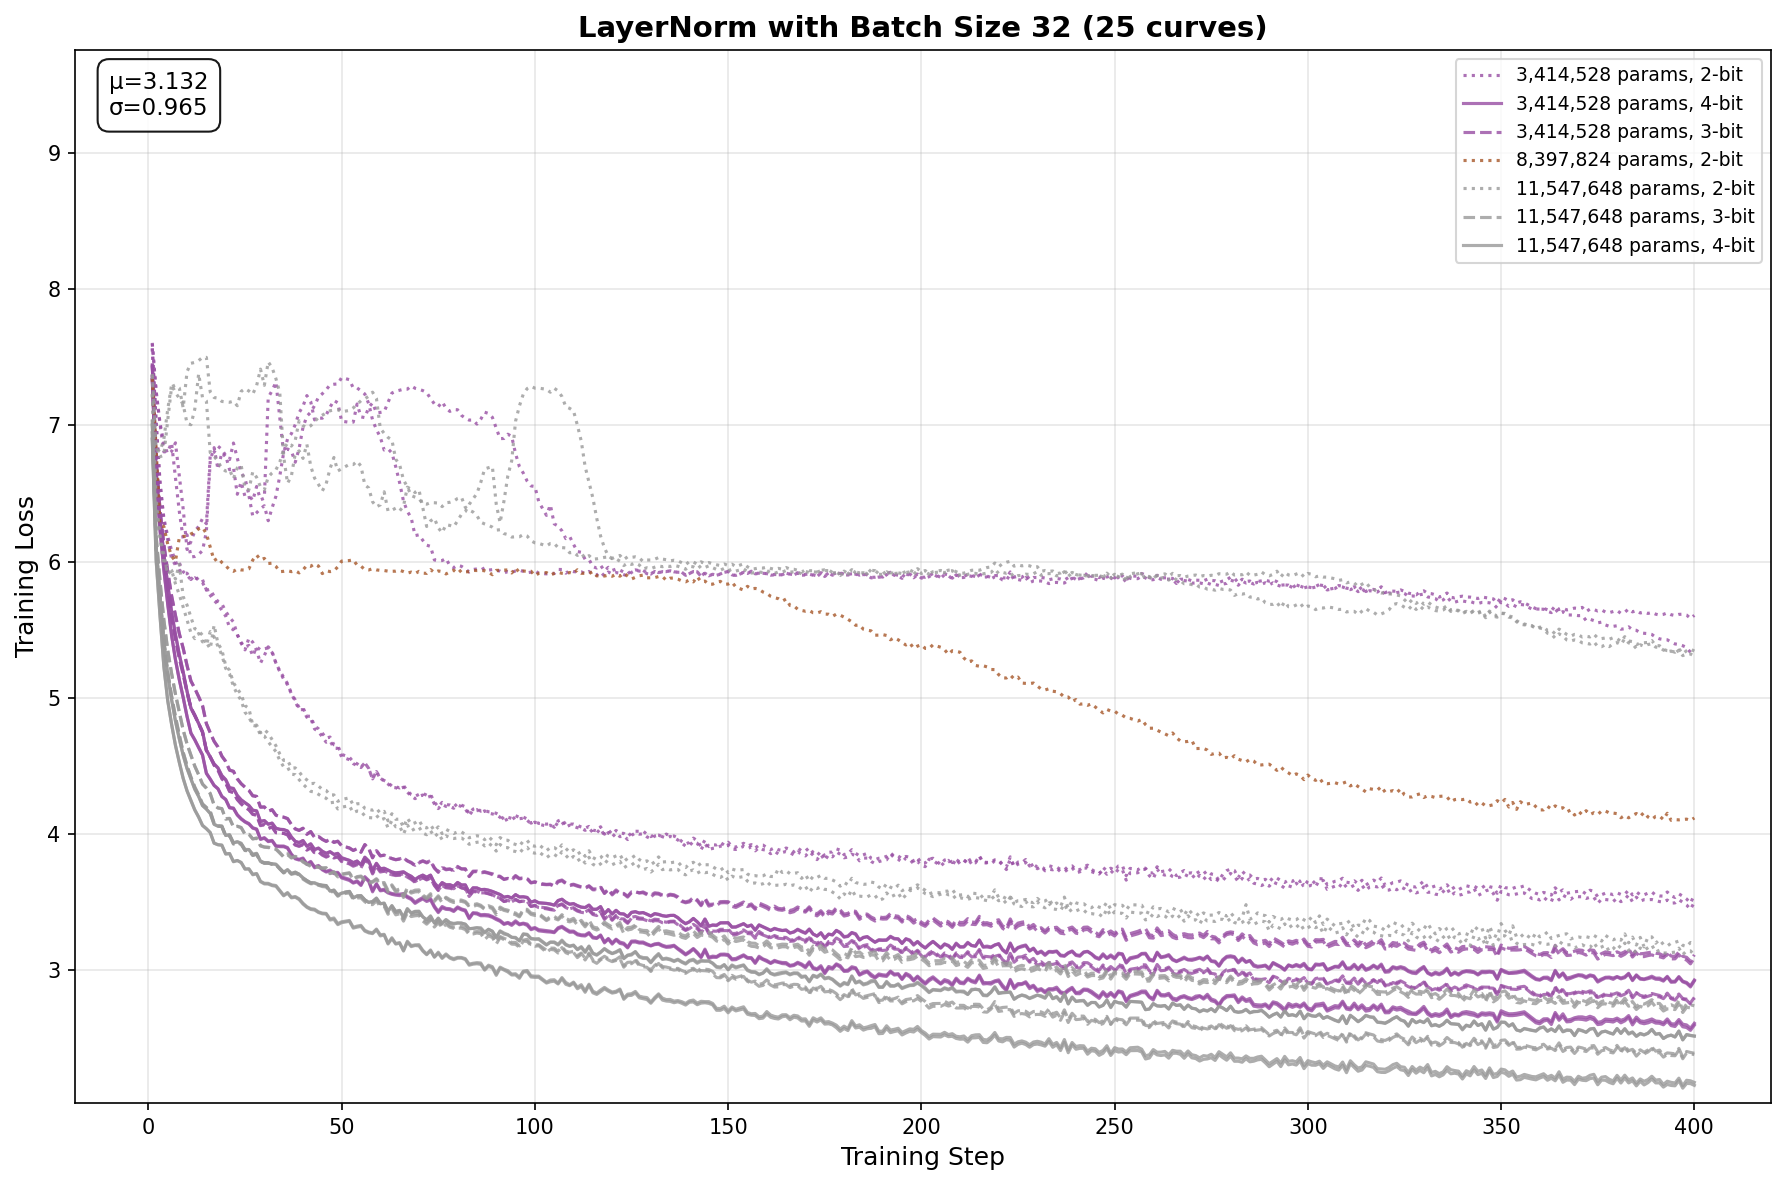 LayerNorm with Batch Size 32 (25 curves)
μ=3.132
σ=0.965
3,414,528 params, 2-bit
3,414,528 params, 4-bit
3,414,528 params, 3-bit
8,397,824 params, 2-bit
11,547,648 params, 2-bit
11,547,648 params, 3-bit
11,547,648 params, 4-bit
Training Loss
9
8
7
6
5
4
3
0 50 100 150 200 250 300 350 400
Training Step